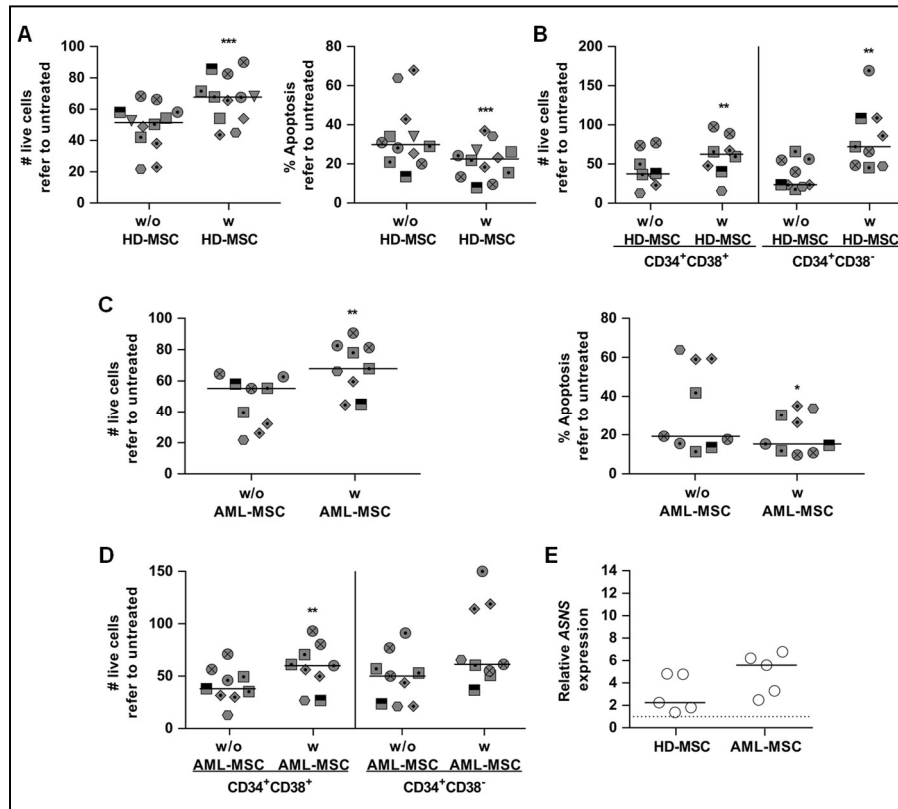 A
# live cells
refer to untreated
100
80
60
40
20
0
***
w/o
HD-MSC
w
HD-MSC
% Apoptosis
refer to untreated
80
60
40
20
0
***
w/o
HD-MSC
w
HD-MSC
B
# live cells
refer to untreated
200
150
100
50
0
**
**
w/o
HD-MSC
w
HD-MSC
w/o
HD-MSC
w
HD-MSC
CD34+CD38+
CD34+CD38-
C
# live cells
refer to untreated
100
80
60
40
20
0
**
w/o
AML-MSC
w
AML-MSC
% Apoptosis
refer to untreated
80
60
40
20
0
*
w/o
AML-MSC
w
AML-MSC
D
# live cells
refer to untreated
150
100
50
0
**
w/o
AML-MSC
w
AML-MSC
w/o
AML-MSC
w
AML-MSC
CD34+CD38+
CD34+CD38-
E
Relative ASNS
expression
14
12
10
8
6
4
2
0
HD-MSC
AML-MSC